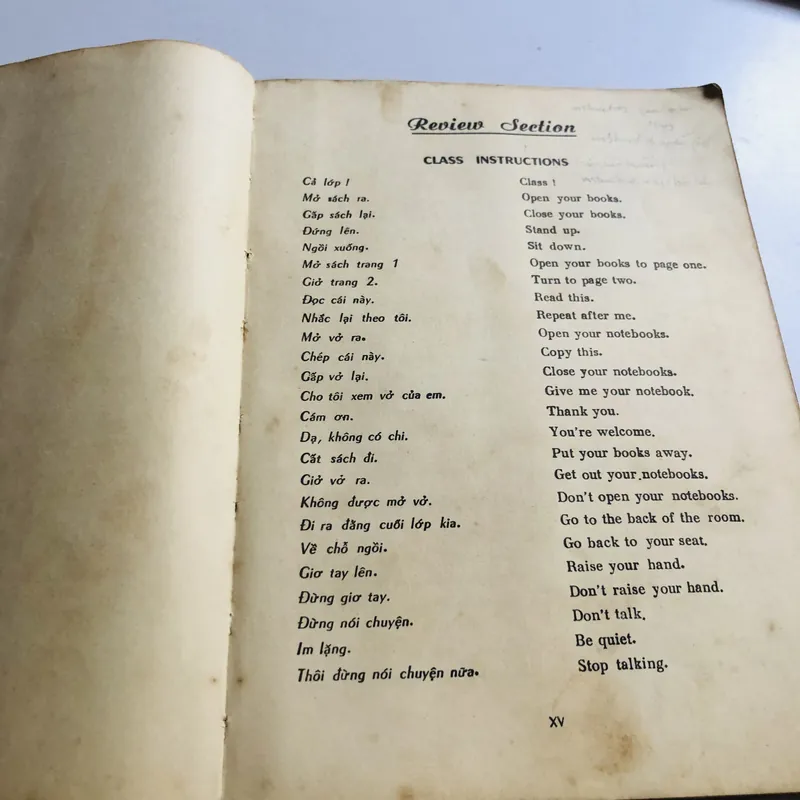 Review Section
CLASS INSTRUCTIONS
Cả lớp ! Class !
Mở sách ra. Open your books.
Gấp sách lại. Close your books.
Đứng lên. Stand up.
Ngồi xuống. Sit down.
Mở sách trang 1 Open your books to page one.
Giở trang 2. Turn to page two.
Đọc cái này. Read this.
Nhắc lại theo tôi. Repeat after me.
Mở vở ra. Open your notebooks.
Chép cái này. Copy this.
Gấp vở lại. Close your notebooks.
Cho tôi xem vở của em. Give me your notebook.
Cám ơn. Thank you.
Dạ, không có chi. You're welcome.
Cất sách đi. Put your books away.
Giở vở ra. Get out your notebooks.
Không được mở vở. Don't open your notebooks.
Đi ra đằng cuối lớp kia. Go to the back of the room.
Về chỗ ngồi. Go back to your seat.
Giơ tay lên. Raise your hand.
Đừng giơ tay. Don't raise your hand.
Đừng nói chuyện. Don't talk.
Im lặng. Be quiet.
Thôi đừng nói chuyện nữa. Stop talking.
XV